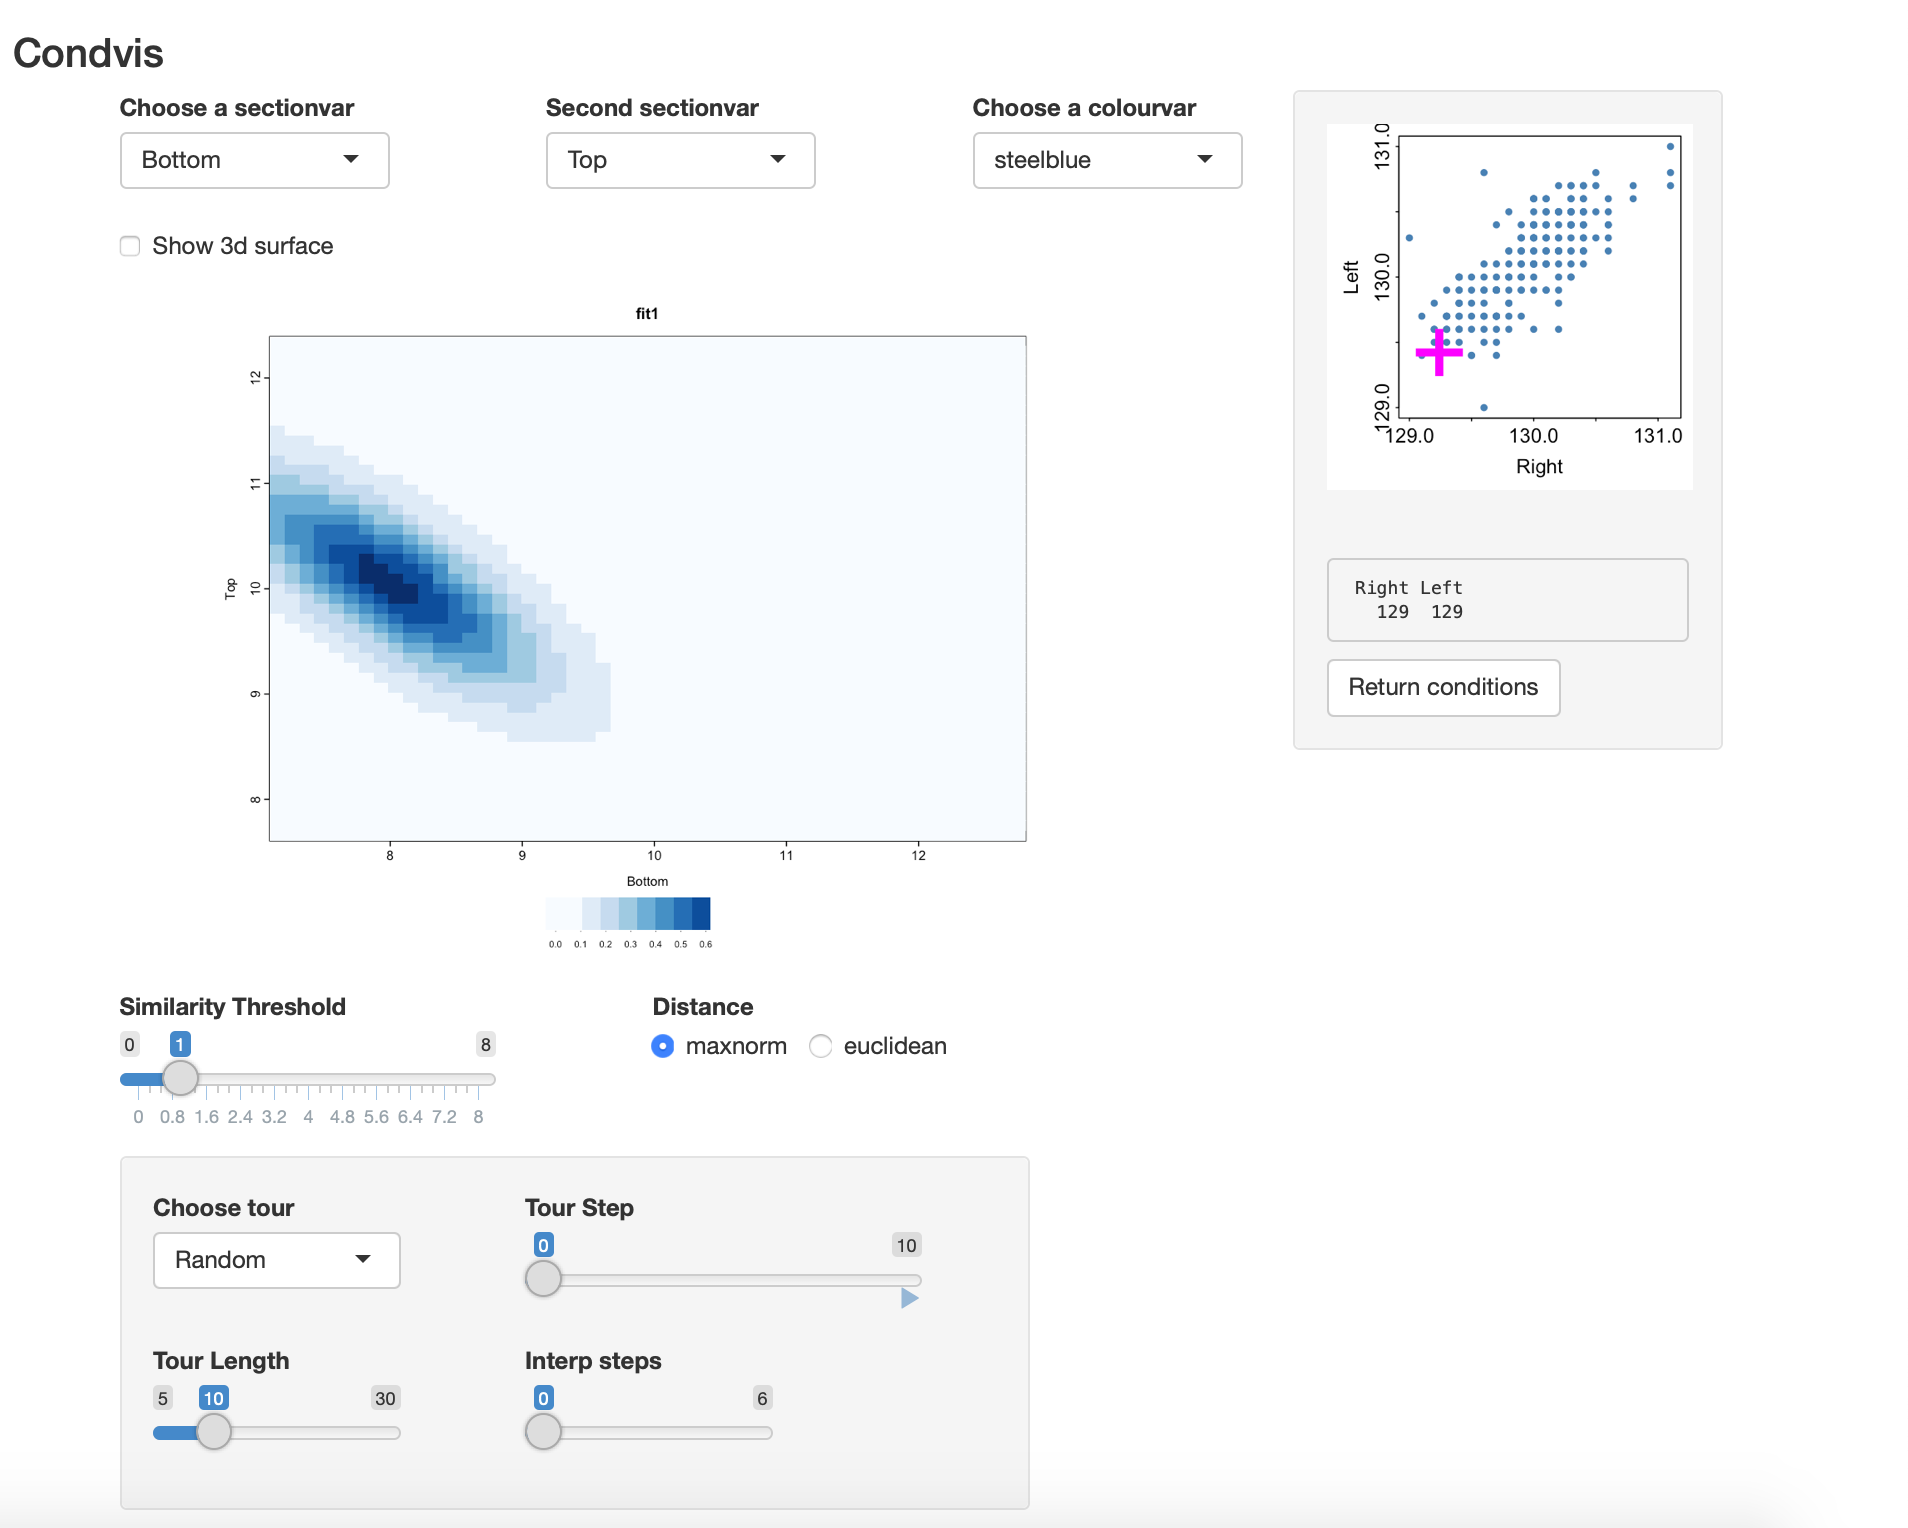 Condvis
Choose a sectionvar
Bottom
Second sectionvar
Top
Choose a colourvar
steelblue
Show 3d surface
fit1
12
11
10
9
8
Top
8 9 10 11 12
Bottom
0.0 0.1 0.2 0.3 0.4 0.5 0.6
131.0
130.0
129.0
Left
129.0 130.0 131.0
Right
Right Left
129 129
Return conditions
Similarity Threshold
0 1 8
0 0.8 1.6 2.4 3.2 4 4.8 5.6 6.4 7.2 8
Distance
maxnorm euclidean
Choose tour
Random
Tour Step
0 10
Tour Length
5 10 30
Interp steps
0 6